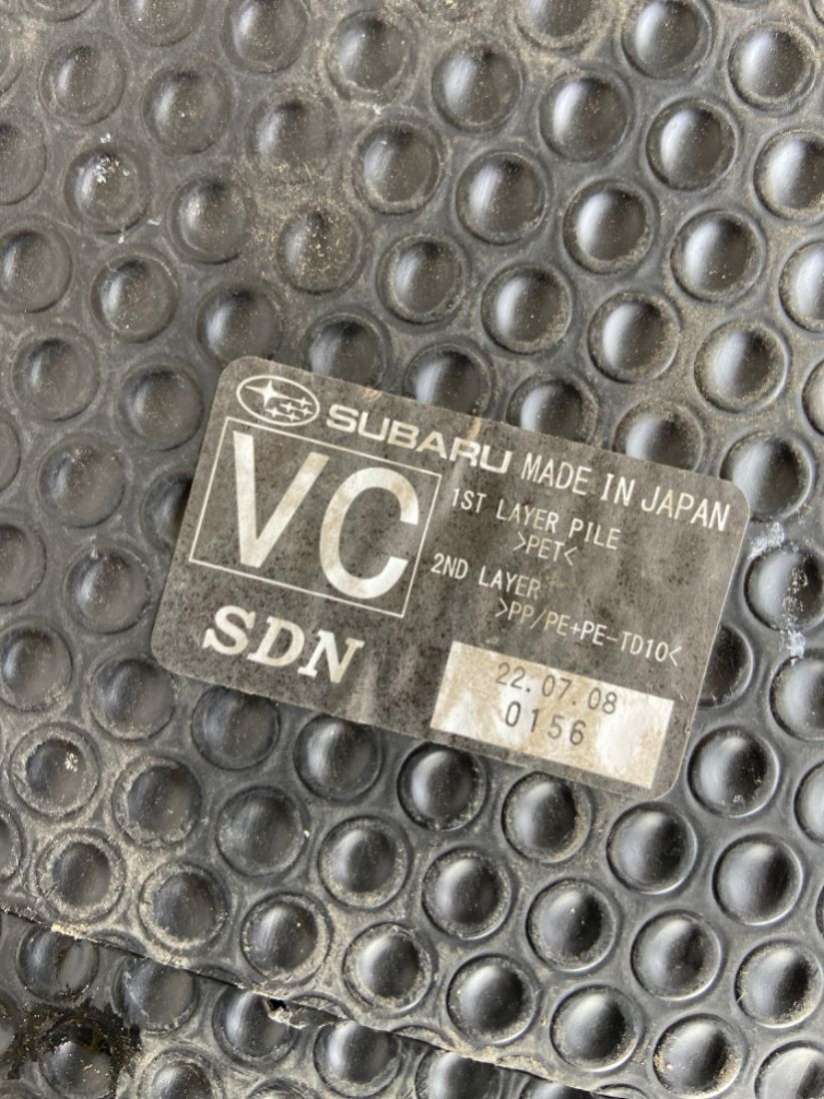 SUBARU MADE IN JAPAN
VC
1ST LAYER PILE
>PET<
2ND LAYER
>PP/PE+PE-TD10<
SDN
22.07.08
0156